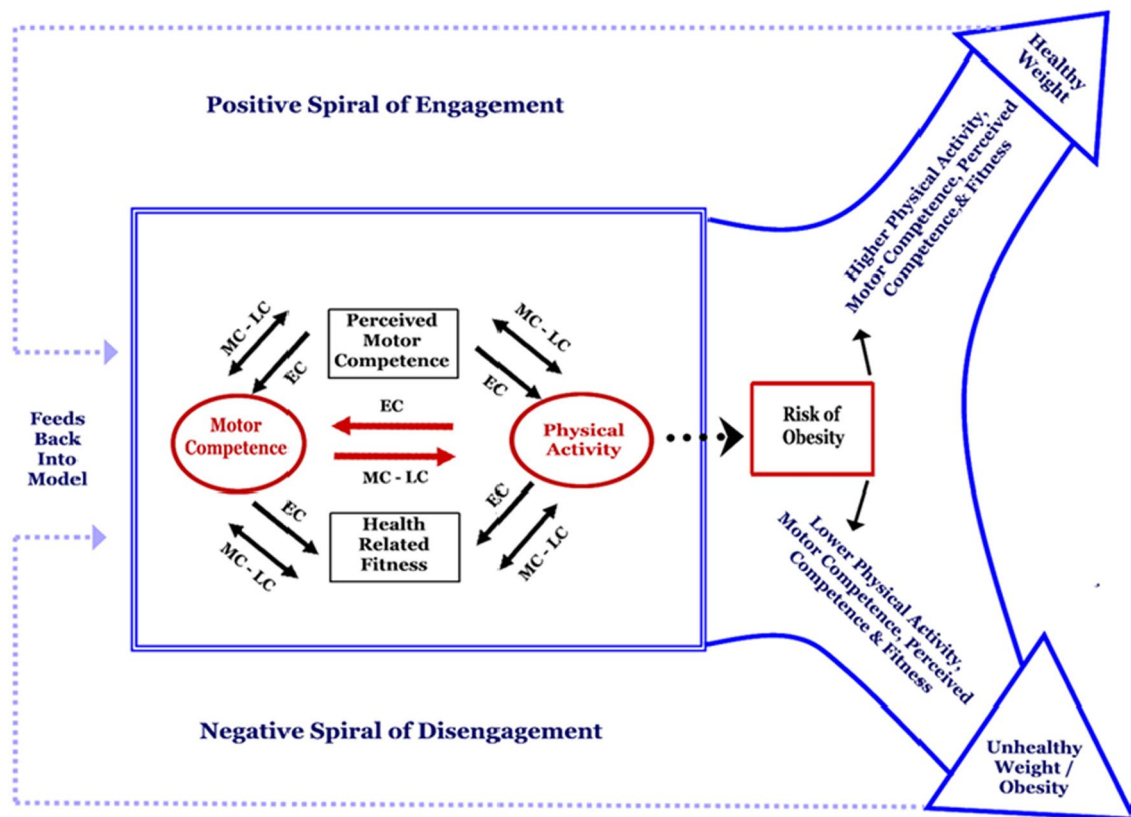 Healthy
Weight
Positive Spiral of Engagement
Higher Physical Activity,
Motor Competence, Perceived
Competence,& Fitness
MC - LC
EC
Perceived
Motor
Competence
MC - LC
EC
Feeds
Back
Into
Model
Motor
Competence
EC
MC - LC
Physical
Activity
Risk of
Obesity
EC
MC - LC
Health
Related
Fitness
EC
MC - LC
Lower Physical Activity,
Motor Competence, Perceived
Competence & Fitness
Negative Spiral of Disengagement
Unhealthy
Weight /
Obesity